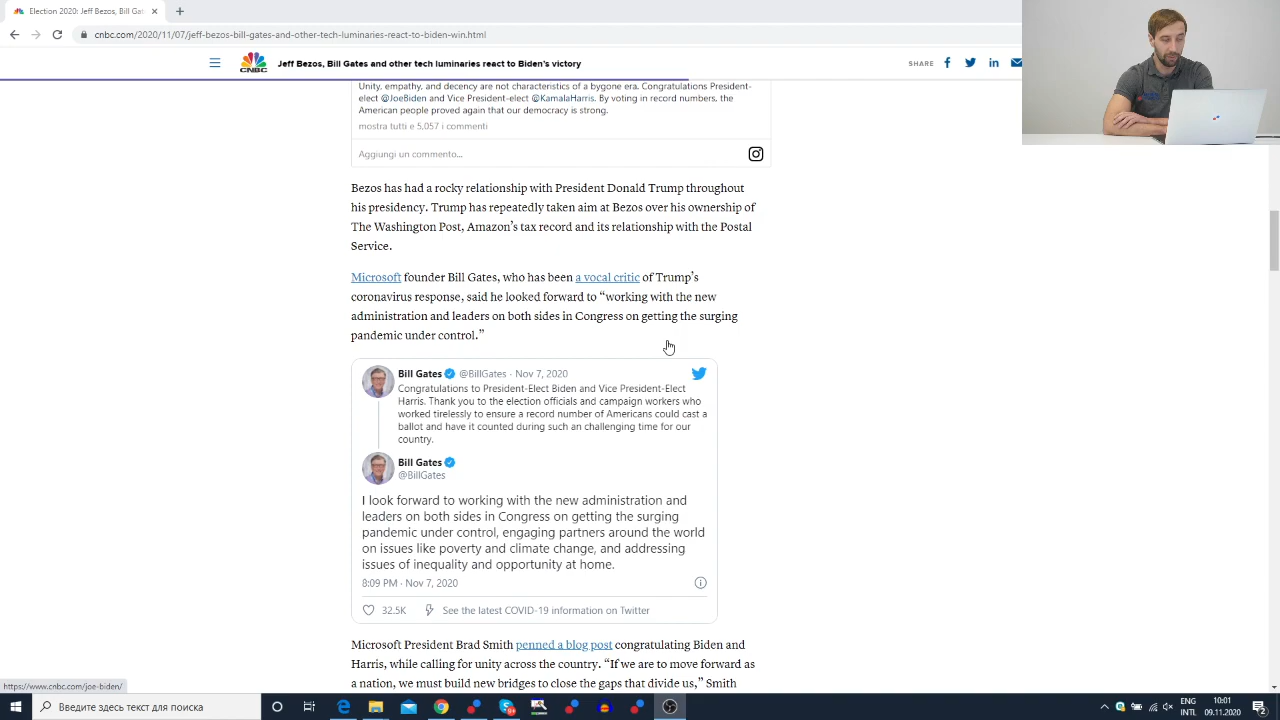 Election 2020: Jeff Bezos, Bill Gat
cnbc.com/2020/11/07/jeff-bezos-bill-gates-and-other-tech-luminaries-react-to-biden-win.html
CNBC
Jeff Bezos, Bill Gates and other tech luminaries react to Biden's victory
SHARE
Unity, empathy, and decency are not characteristics of a bygone era. Congratulations President-
elect @JoeBiden and Vice President-elect @KamalaHarris. By voting in record numbers, the
American people proved again that our democracy is strong.
mostra tutti e 5,057 i commenti
Aggiungi un commento...
Bezos has had a rocky relationship with President Donald Trump throughout
his presidency. Trump has repeatedly taken aim at Bezos over his ownership of
The Washington Post, Amazon's tax record and its relationship with the Postal
Service.
Microsoft founder Bill Gates, who has been a vocal critic of Trump's
coronavirus response, said he looked forward to “working with the new
administration and leaders on both sides in Congress on getting the surging
pandemic under control.”
Bill Gates @BillGates · Nov 7, 2020
Congratulations to President-Elect Biden and Vice President-Elect
Harris. Thank you to the election officials and campaign workers who
worked tirelessly to ensure a record number of Americans could cast a
ballot and have it counted during such an challenging time for our
country.
Bill Gates
@BillGates
I look forward to working with the new administration and
leaders on both sides in Congress on getting the surging
pandemic under control, engaging partners around the world
on issues like poverty and climate change, and addressing
issues of inequality and opportunity at home.
8:09 PM · Nov 7, 2020
32.5K See the latest COVID-19 information on Twitter
Microsoft President Brad Smith penned a blog post congratulating Biden and
Harris, while calling for unity across the country. “If we are to move forward as
a nation, we must build new bridges to close the gaps that divide us,” Smith
https://www.cnbc.com/joe-biden/
Введите здесь текст для поиска
ENG
INTL
10:01
09.11.2020
2